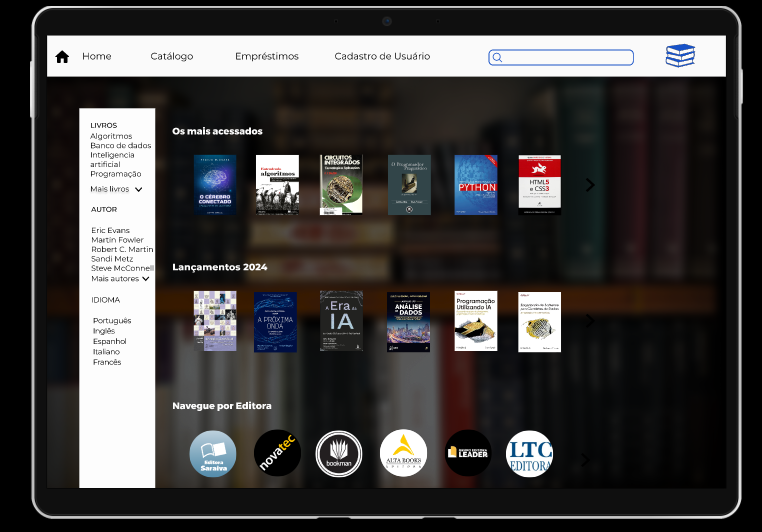 Home
Catálogo
Empréstimos
Cadastro de Usuário
LIVROS
Algoritmos
Banco de dados
Inteligencia
artificial
Programação
Mais livros
AUTOR
Eric Evans
Martin Fowler
Robert C. Martin
Sandi Metz
Steve McConnell
Mais autores
IDIOMA
Português
Inglês
Espanhol
Italiano
Francês
Os mais acessados
O CÉREBRO
CONECTADO
algoritmos
CIRCUITOS
INTEGRADOS
O Programador
Pragmático
PYTHON
HTML5
e CSS3
Lançamentos 2024
A PRÓXIMA
ONDA
A Era da
IA
ANÁLISE
DE DADOS
Programação
Utilizando IA
Navegue por Editora
Editora
Saraiva
novatec
bookman
ALTA BOOKS
EDITORA
LEADER
LTC
EDITORA